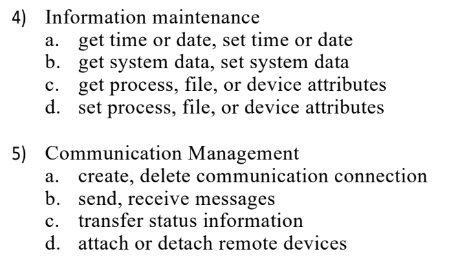 4) Information maintenance
a. get time or date, set time or date
b. get system data, set system data
c. get process, file, or device attributes
d. set process, file, or device attributes
5) Communication Management
a. create, delete communication connection
b. send, receive messages
c. transfer status information
d. attach or detach remote devices